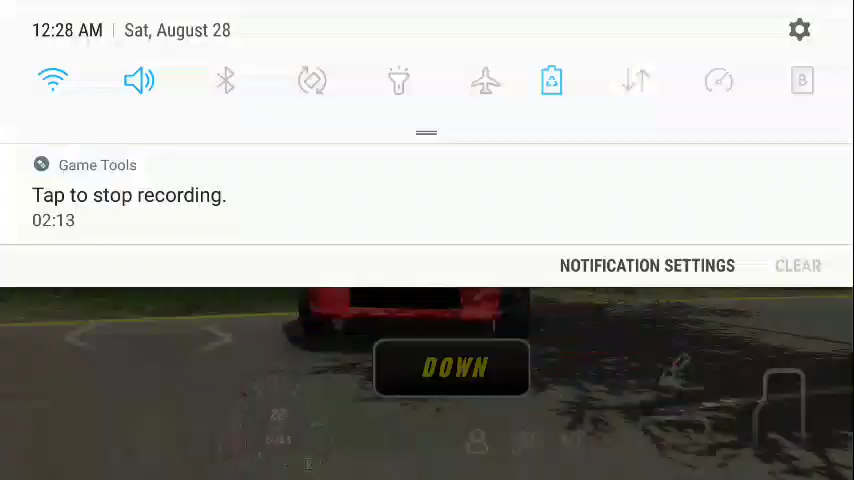 12:28 AM | Sat, August 28
B
Game Tools
Tap to stop recording.
02:13
NOTIFICATION SETTINGS
CLEAR
DOWN